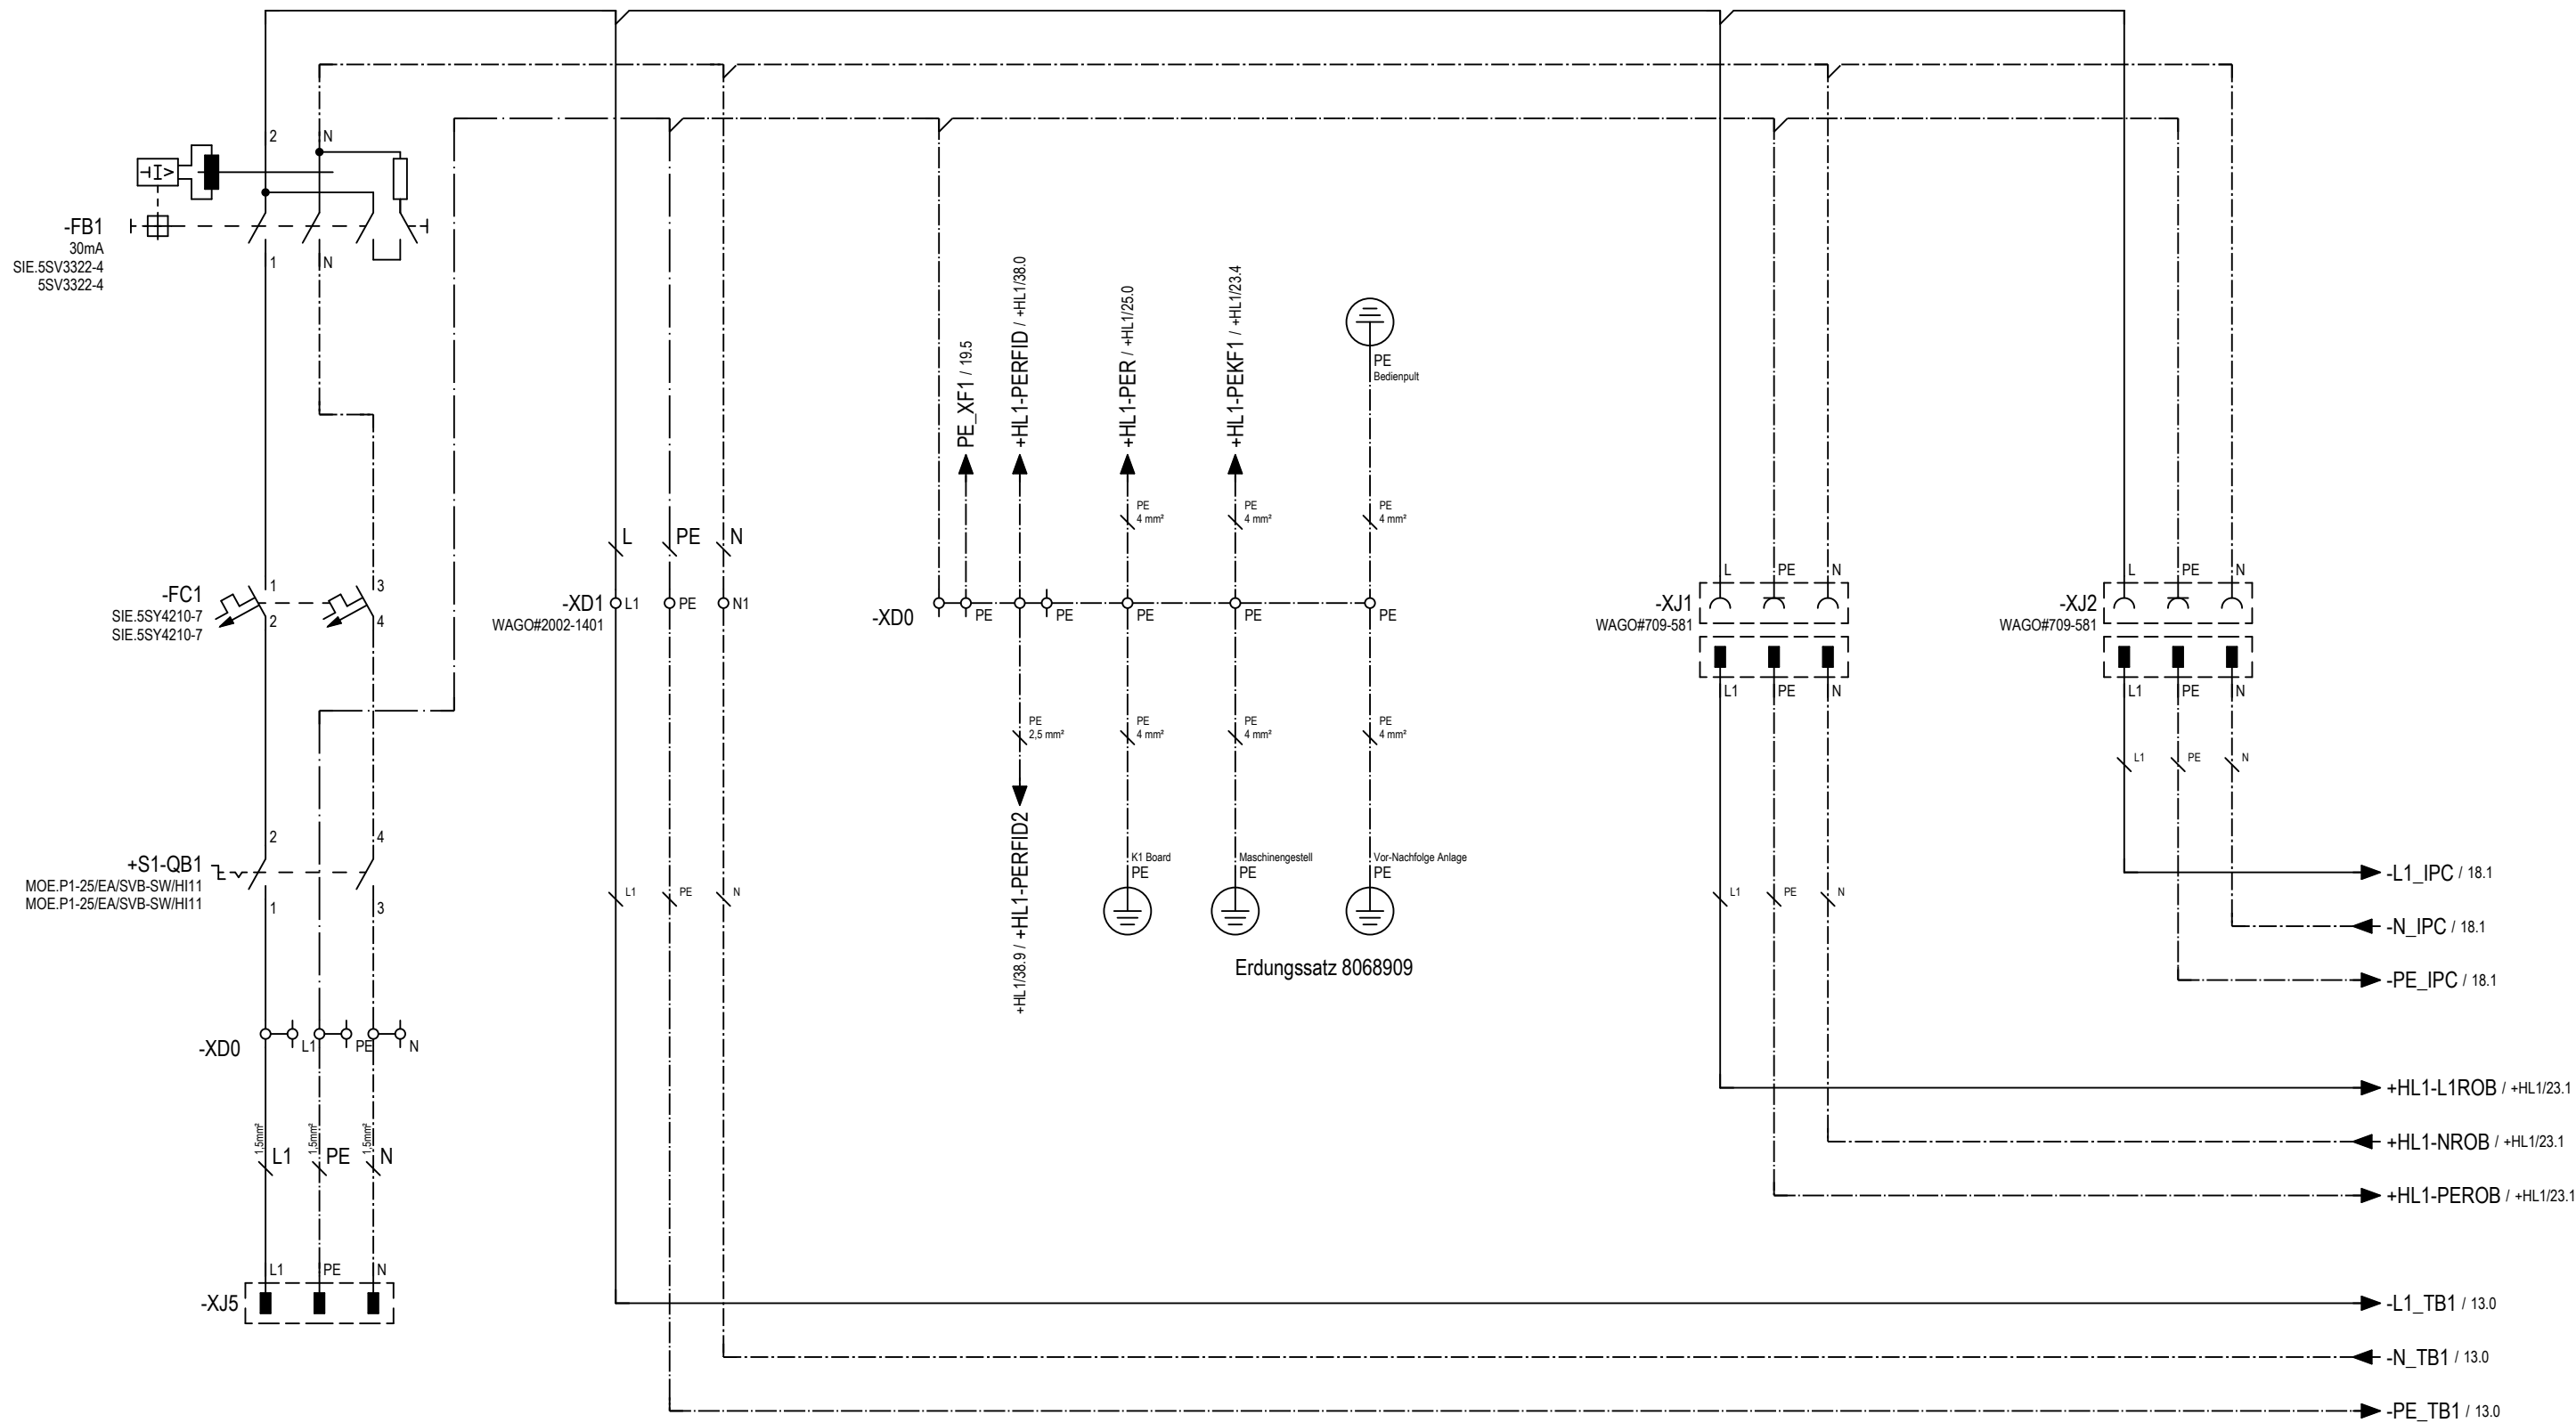 2
N
-FB1
30mA
SIE.5SV3322-4
5SV3322-4
1
N
-FC1
SIE.5SY4210-7
SIE.5SY4210-7
1
2
3
4
+S1-QB1
MOE.P1-25/EA/SVB-SW/HI11
MOE.P1-25/EA/SVB-SW/HI11
2
4
1
3
-XD0
L1
PE
N
1,5mm²
L1
1,5mm²
PE
1,5mm²
N
L1
PE
N
-XJ5
L
PE
N
-XD1
WAGO#2002-1401
L1
PE
N1
L1
PE
N
PE_XF1 / 19.5
+HL1-PERFID / +HL1/38.0
+HL1-PER / +HL1/25.0
+HL1-PEKF1 / +HL1/23.4
PE
Bedienpult
PE
4 mm²
PE
4 mm²
PE
4 mm²
-XD0
PE
PE
PE
PE
PE
PE
2,5 mm²
PE
4 mm²
PE
4 mm²
PE
4 mm²
+HL1/38.9 / +HL1-PERFID2
K1 Board
PE
Maschinengestell
PE
Vor-Nachfolge Anlage
PE
Erdungssatz 8068909
L
PE
N
-XJ1
WAGO#709-581
L1
PE
N
L1
PE
N
L
PE
N
-XJ2
WAGO#709-581
L1
PE
N
L1
PE
N
-L1_IPC / 18.1
-N_IPC / 18.1
-PE_IPC / 18.1
+HL1-L1ROB / +HL1/23.1
+HL1-NROB / +HL1/23.1
+HL1-PEROB / +HL1/23.1
-L1_TB1 / 13.0
-N_TB1 / 13.0
-PE_TB1 / 13.0